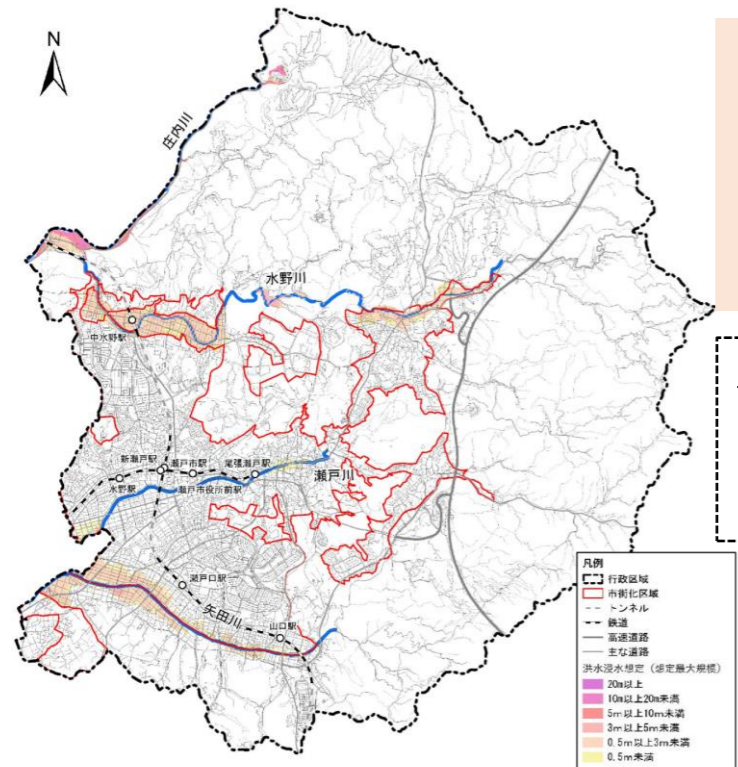 N
庄内川
水野川
中水野駅
新瀬戸駅
瀬戸市駅
尾張瀬戸駅
水野駅
瀬戸市役所前駅
瀬戸川
瀬戸口駅
矢田川
山口駅
凡例
行政区域
市街化区域
トンネル
鉄道
高速道路
主な道路
洪水浸水想定（想定最大規模）
20m以上
10m以上20m未満
5m以上10m未満
3m以上5m未満
0.5m以上3m未満
0.5m未満